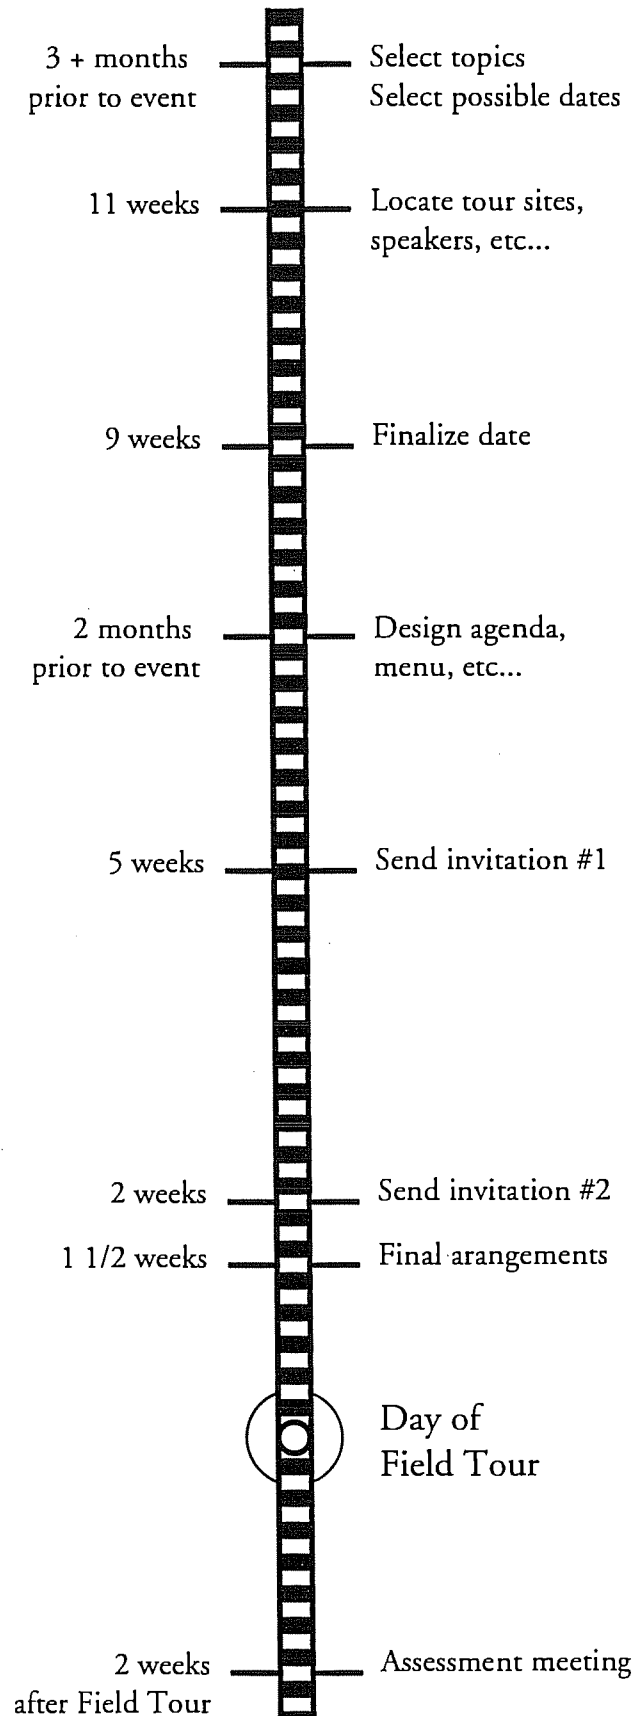 3 + months
prior to event
Select topics
Select possible dates
11 weeks
Locate tour sites,
speakers, etc...
9 weeks
Finalize date
2 months
prior to event
Design agenda,
menu, etc...
5 weeks
Send invitation #1
2 weeks
Send invitation #2
1 1/2 weeks
Final arangements
Day of
Field Tour
2 weeks
after Field Tour
Assessment meeting